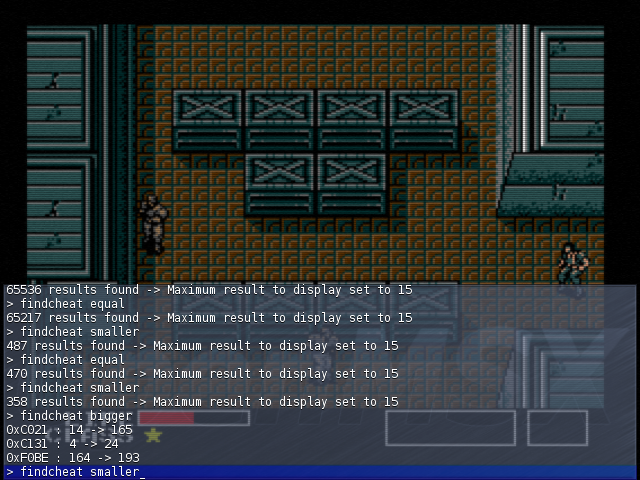 65536 results found -> Maximum result to display set to 15
> findcheat equal
65217 results found -> Maximum result to display set to 15
> findcheat smaller
487 results found -> Maximum result to display set to 15
> findcheat equal
470 results found -> Maximum result to display set to 15
> findcheat smaller
358 results found -> Maximum result to display set to 15
> findcheat bigger
0xC021 : 14 -> 165
0xC131 : 4 -> 24
0xF0BE : 164 -> 193
> findcheat smaller_